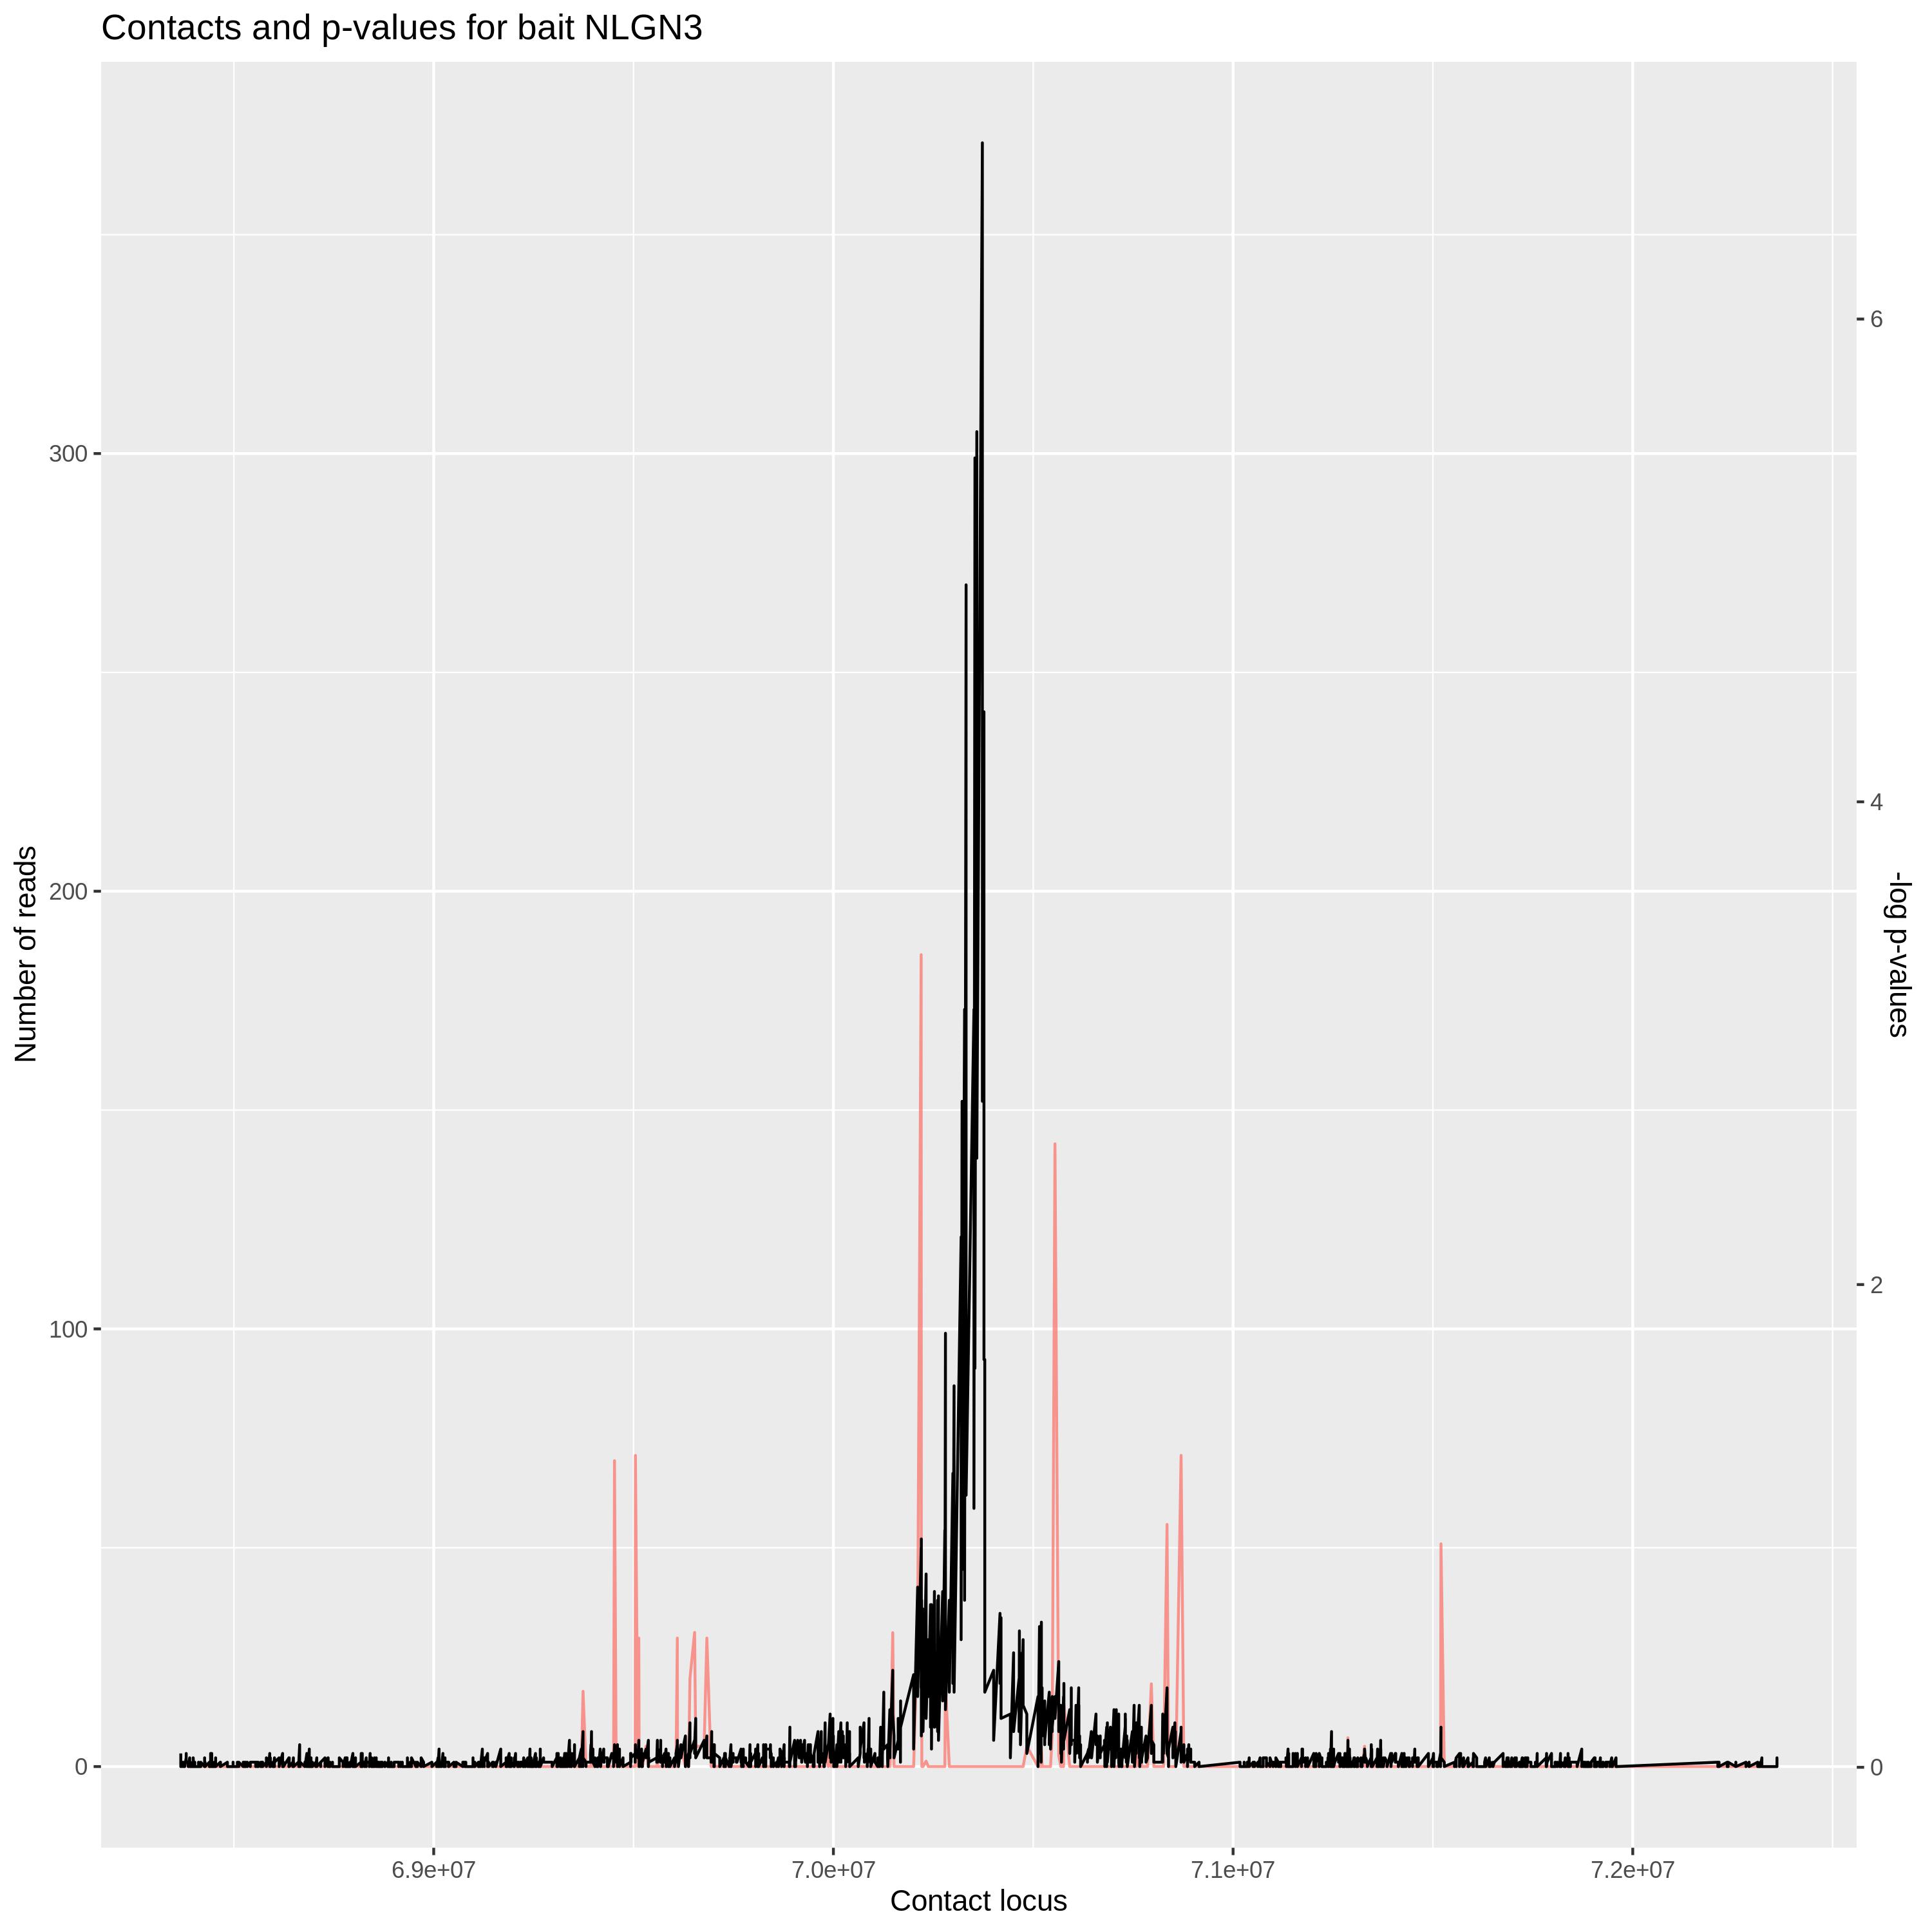 Contacts and p-values for bait NLGN3
Number of reads
300
200
100
0
6
4
2
0
-log p-values
6.9e+07
7.0e+07
7.1e+07
7.2e+07
Contact locus